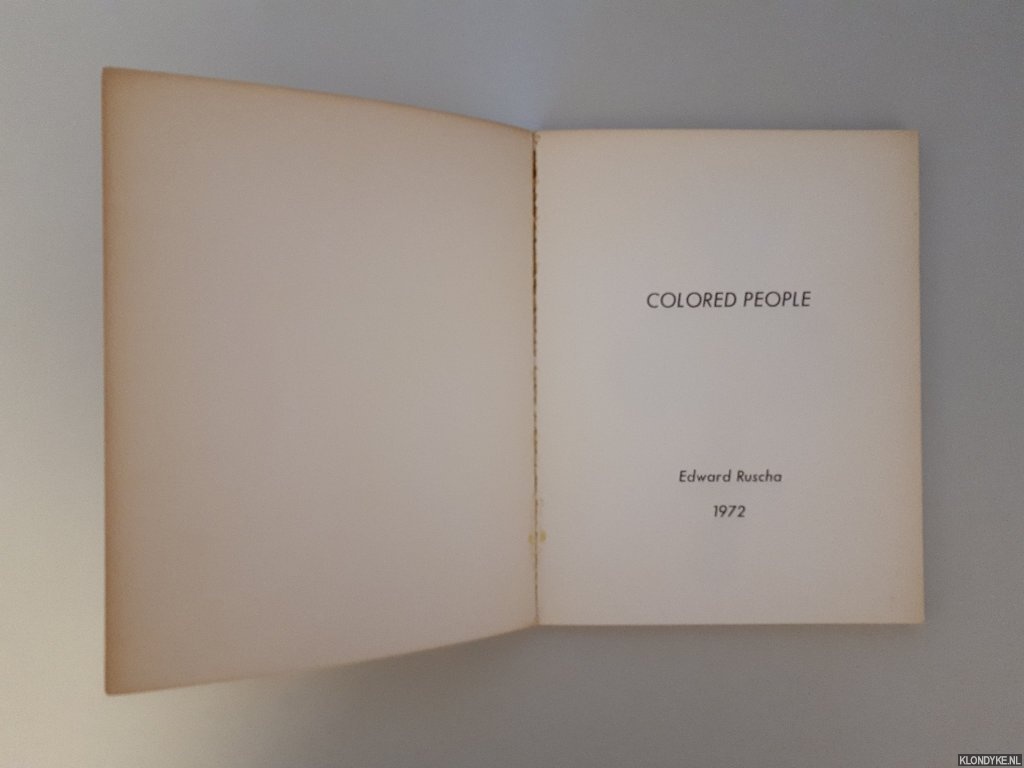 COLORED PEOPLE
Edward Ruscha
1972
KLONDYKE.NL